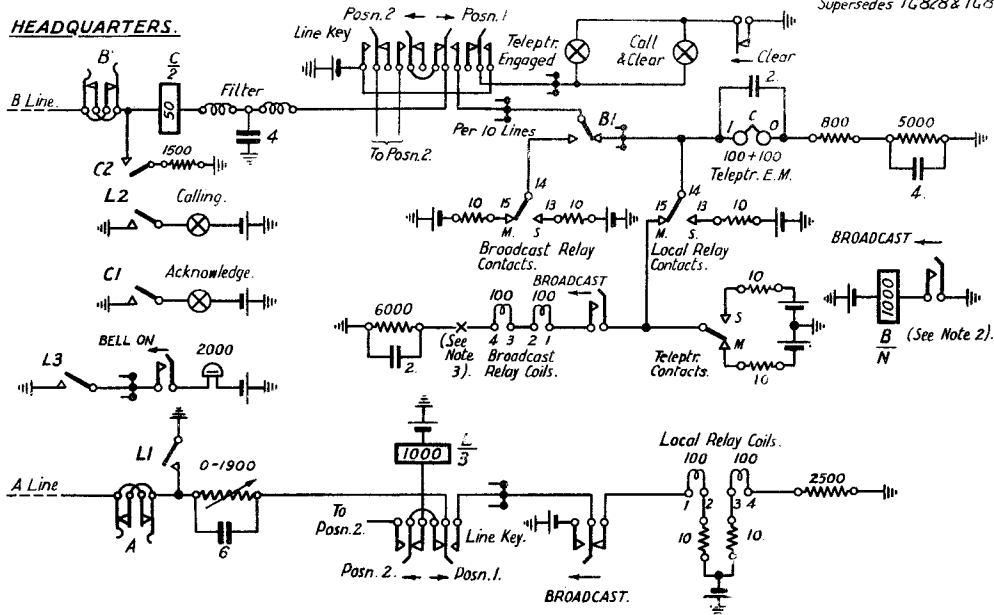 Supersedes TG828 & TG8
HEADQUARTERS.
Posn.2 Posn.1
Line Key
Teleptr. Engaged
Call & Clear
Clear
B
C/2
50
Filter
B Line.
4
C2
1500
Per 10 Lines
To Posn.2.
B1
2.
1 C 0
100+100
Teleptr. E.M.
800
5000
4.
L2
Calling.
14
15 13
10 10
M. S
Broadcast Relay Contacts.
14
15 13 10
M. S.
Local Relay Contacts.
C1
Acknowledge.
BROADCAST
BROADCAST
1000
B/N
(See Note 2).
6000
2.
(See Note 3).
100 100
4 3 2 1
Broadcast Relay Coils.
10
S
M
10
Teleptr. Contacts.
L3
BELL ON
2000
L1
A Line
0-1900
6
A
1000
L/3
To Posn.2.
Line Key.
Posn.2. Posn.1.
BROADCAST.
Local Relay Coils.
100 100
1 2 3 4
10 10.
2500